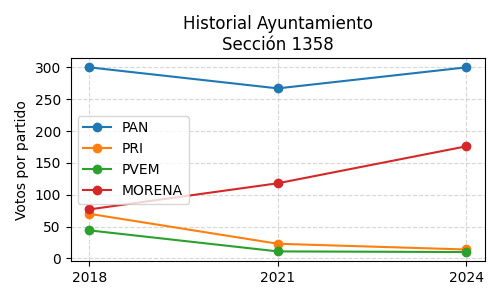 Historial Ayuntamiento
Sección 1358
Votos por partido
300
250
200
150
100
50
0
PAN
PRI
PVEM
MORENA
2018
2021
2024